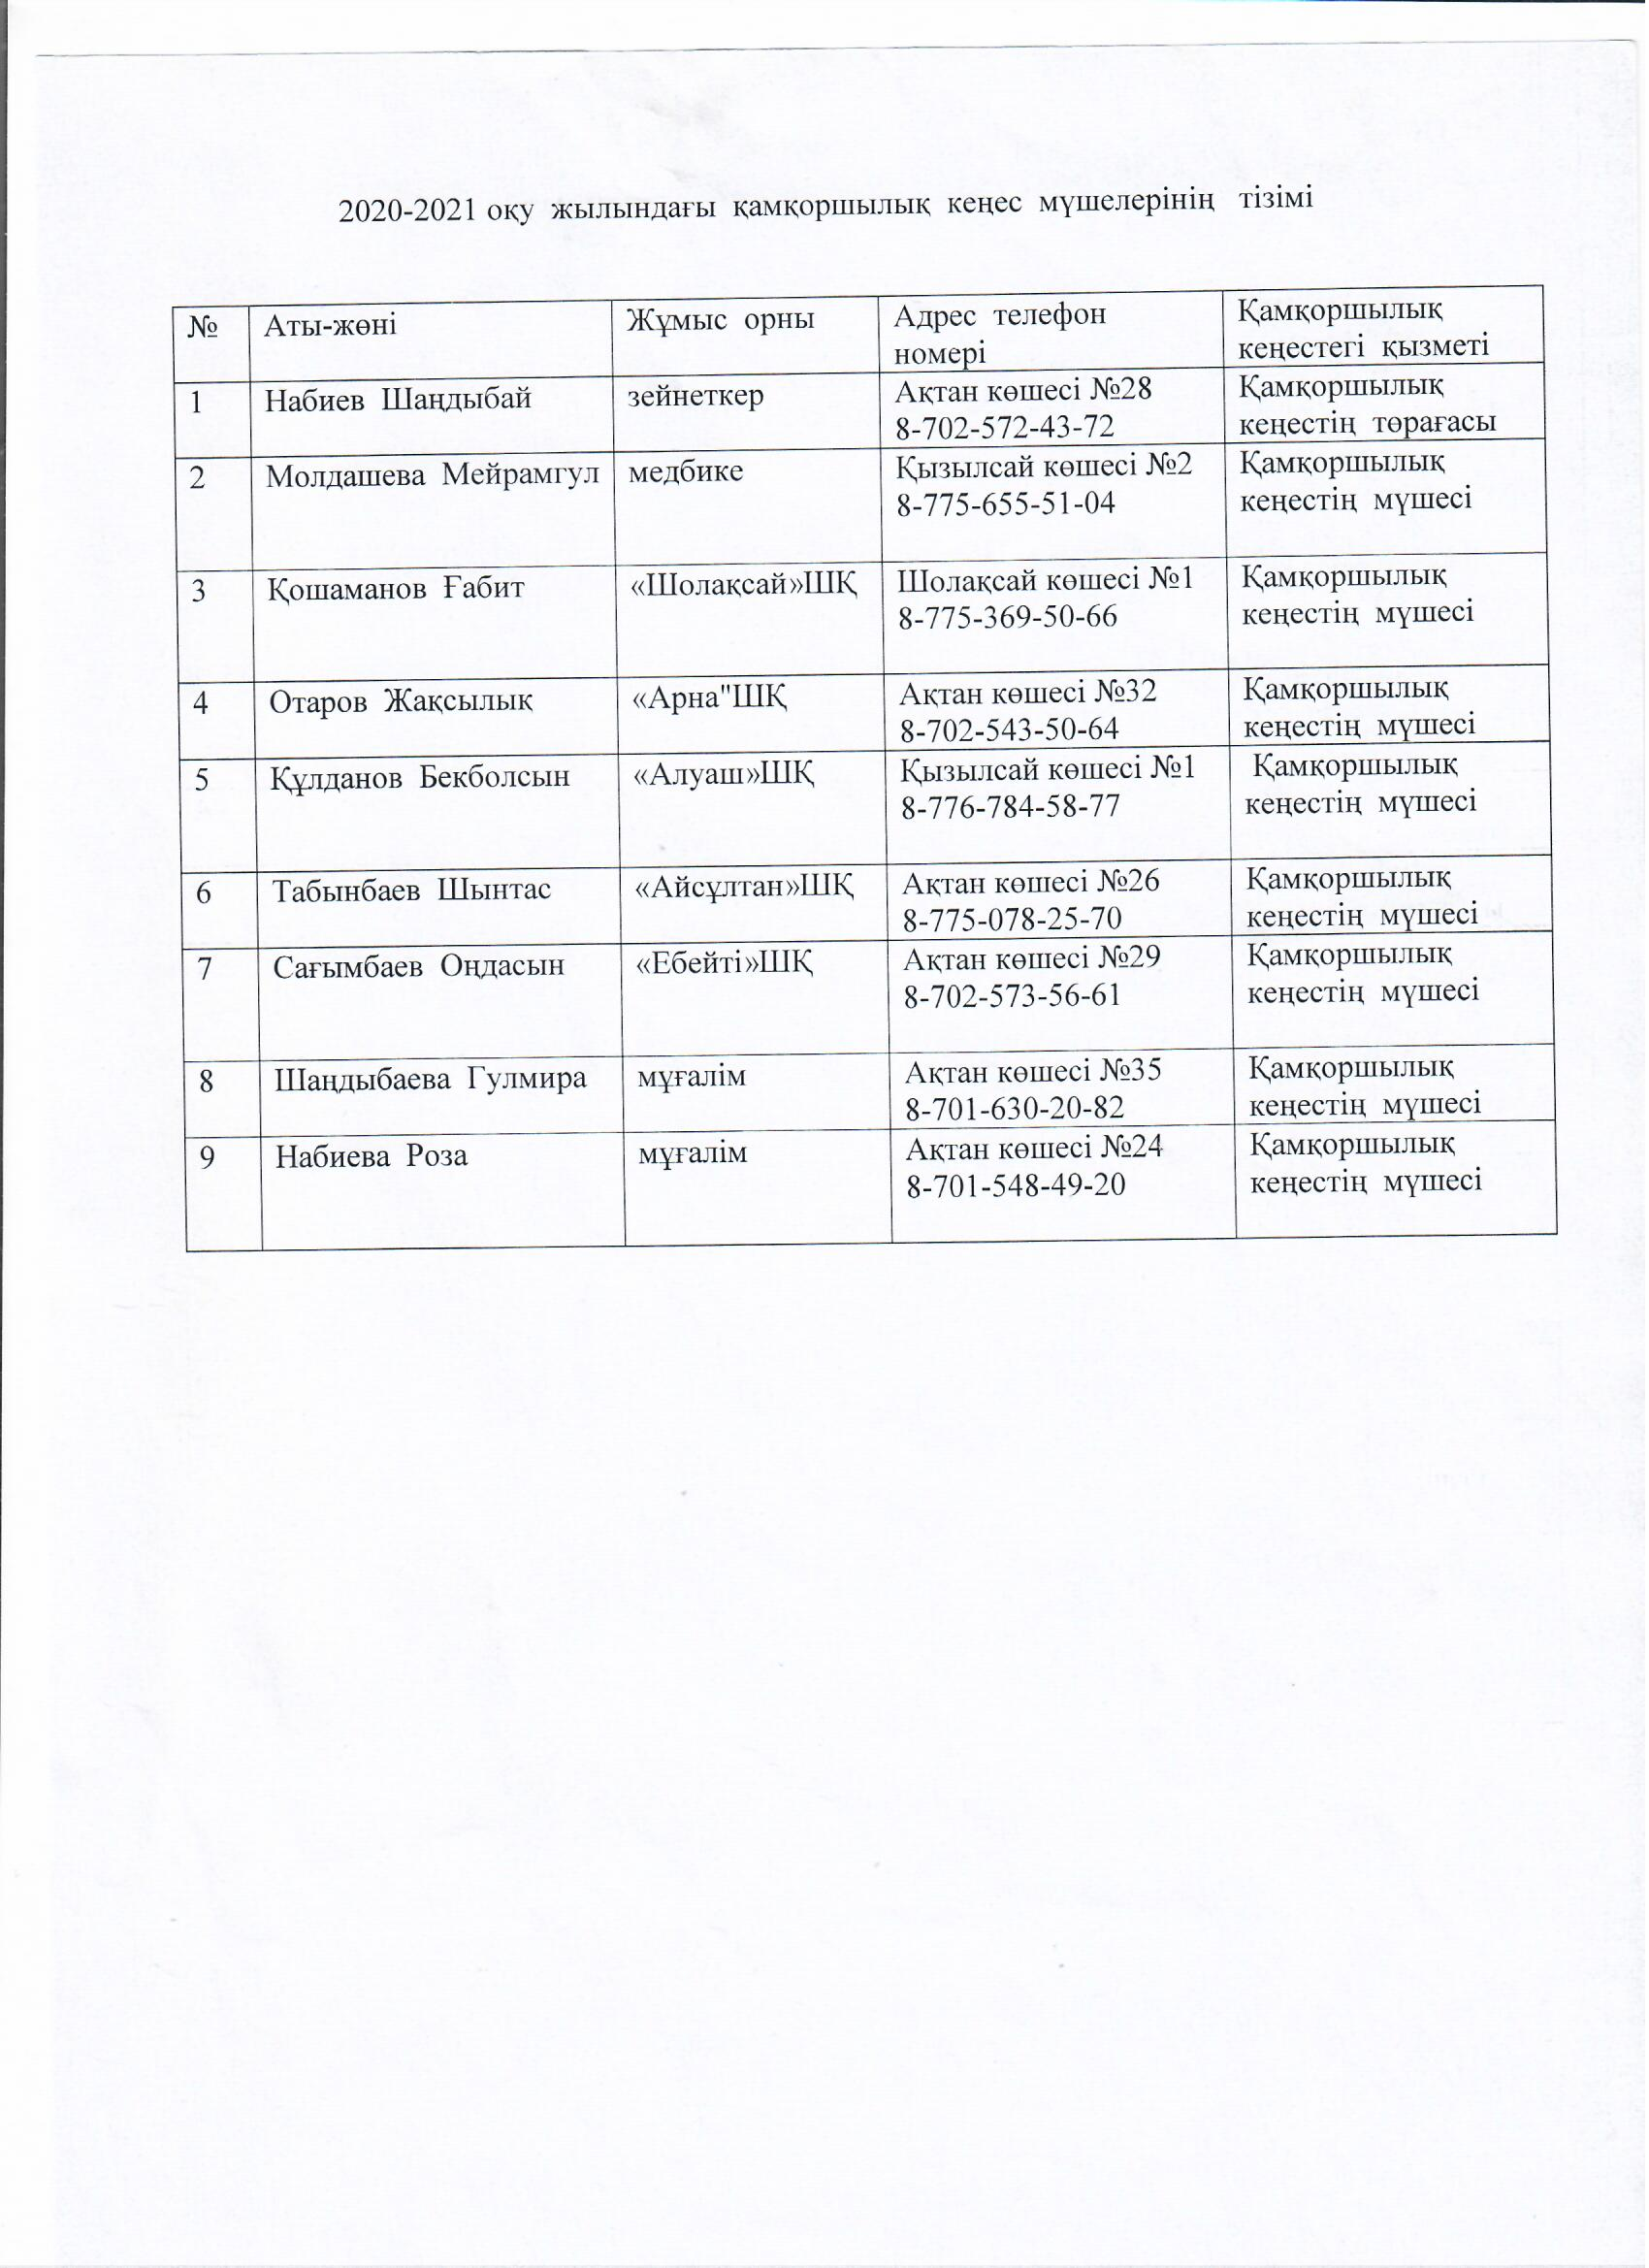 2020-2021 оқу жылындағы қамқоршылық кеңес мүшелерінің тізімі
№ Аты-жөні Жұмыс орны Адрес телефон номері Қамқоршылық кеңестегі қызметі
1 Набиев Шаңдыбай зейнеткер Ақтан көшесі №28 8-702-572-43-72 Қамқоршылық кеңестің төрағасы
2 Молдашева Мейрамгул медбике Қызылсай көшесі №2 8-775-655-51-04 Қамқоршылық кеңестің мүшесі
3 Қошаманов Ғабит «Шолақсай»ШҚ Шолақсай көшесі №1 8-775-369-50-66 Қамқоршылық кеңестің мүшесі
4 Отаров Жақсылық «Арна"ШҚ Ақтан көшесі №32 8-702-543-50-64 Қамқоршылық кеңестің мүшесі
5 Құлданов Бекболсын «Алуаш»ШҚ Қызылсай көшесі №1 8-776-784-58-77 Қамқоршылық кеңестің мүшесі
6 Табынбаев Шынтас «Айсұлтан»ШҚ Ақтан көшесі №26 8-775-078-25-70 Қамқоршылық кеңестің мүшесі
7 Сағымбаев Оңдасын «Ебейті»ШҚ Ақтан көшесі №29 8-702-573-56-61 Қамқоршылық кеңестің мүшесі
8 Шаңдыбаева Гулмира мұғалім Ақтан көшесі №35 8-701-630-20-82 Қамқоршылық кеңестің мүшесі
9 Набиева Роза мұғалім Ақтан көшесі №24 8-701-548-49-20 Қамқоршылық кеңестің мүшесі